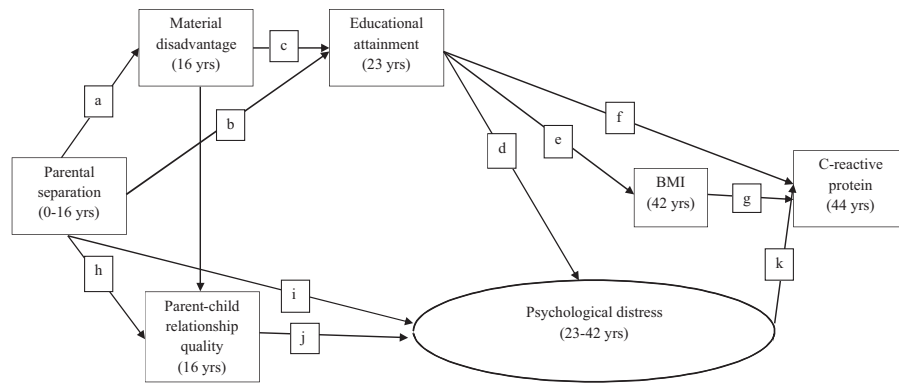 Material
disadvantage
(16 yrs)
c
Educational
attainment
(23 yrs)
a
b
f
d
e
Parental
separation
(0-16 yrs)
BMI
(42 yrs)
g
C-reactive
protein
(44 yrs)
h
i
k
Parent-child
relationship
quality
(16 yrs)
j
Psychological distress
(23-42 yrs)